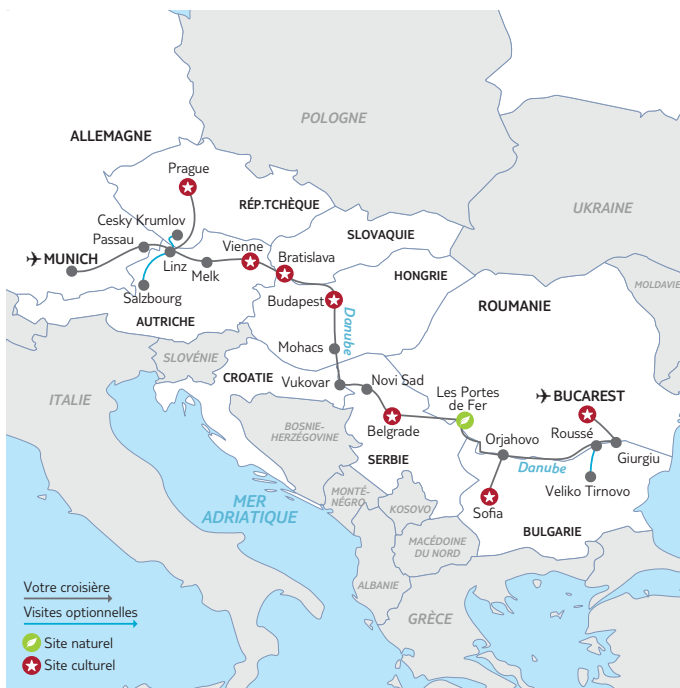 POLOGNE
ALLEMAGNE
Prague
RÉP.TCHÈQUE
UKRAINE
Cesky Krumlov
Passau
Vienne
SLOVAQUIE
Bratislava
MUNICH
Linz
Melk
HONGRIE
MOLDAVIE
Salzbourg
Budapest
ROUMANIE
AUTRICHE
Danube
SLOVÉNIE
Mohacs
CROATIE
Vukovar
Novi Sad
Les Portes
de Fer
BUCAREST
ITALIE
BOSNIE-
HERZÉGOVINE
Belgrade
Orjahovo
Roussé
Giurgiu
SERBIE
Danube
Veliko Tirnovo
MER
ADRIATIQUE
MONTÉ-
NÉGRO
KOSOVO
Sofia
BULGARIE
MACÉDOINE
DU NORD
ALBANIE
GRÈCE
Votre croisière
Visites optionnelles
Site naturel
Site culturel